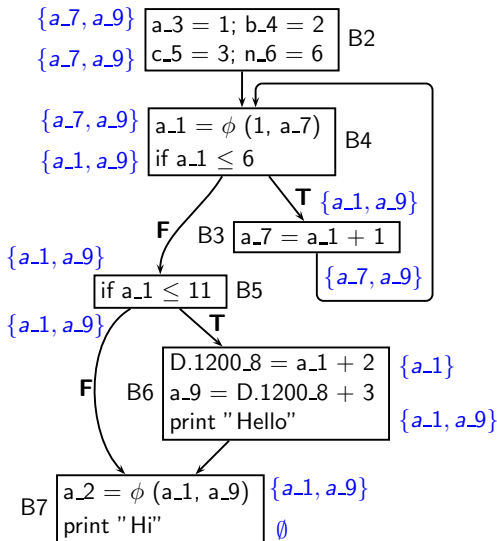 {a_7, a_9}
a_3 = 1; b_4 = 2
{a_7, a_9}
c_5 = 3; n_6 = 6
B2
{a_7, a_9}
a_1 = ϕ (1, a_7)
B4
{a_1, a_9}
if a_1 ≤ 6
F
T
{a_1, a_9}
B3
a_7 = a_1 + 1
{a_7, a_9}
{a_1, a_9}
if a_1 ≤ 11
B5
{a_1, a_9}
F
T
D.1200_8 = a_1 + 2
{a_1}
B6
a_9 = D.1200_8 + 3
print "Hello"
{a_1, a_9}
a_2 = ϕ (a_1, a_9)
{a_1, a_9}
B7
print "Hi"
∅